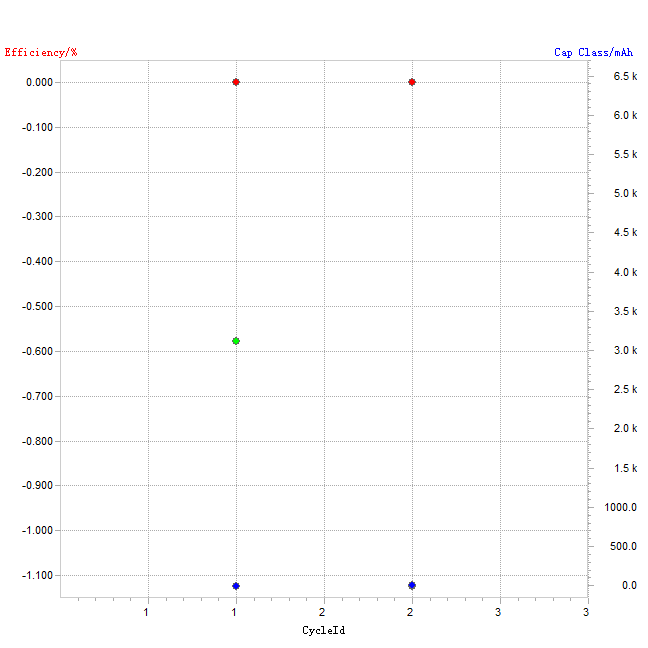 Efficiency/% Cap Class/mAh
0.000 6.5 k
-0.100 6.0 k
-0.200 5.5 k
-0.300 5.0 k
-0.400 4.5 k
-0.500 4.0 k
-0.600 3.5 k
-0.700 3.0 k
-0.800 2.5 k
-0.900 2.0 k
-1.000 1.5 k
-1.100 1000.0
500.0
0.0
1 1 2 2 3 3
CycleId